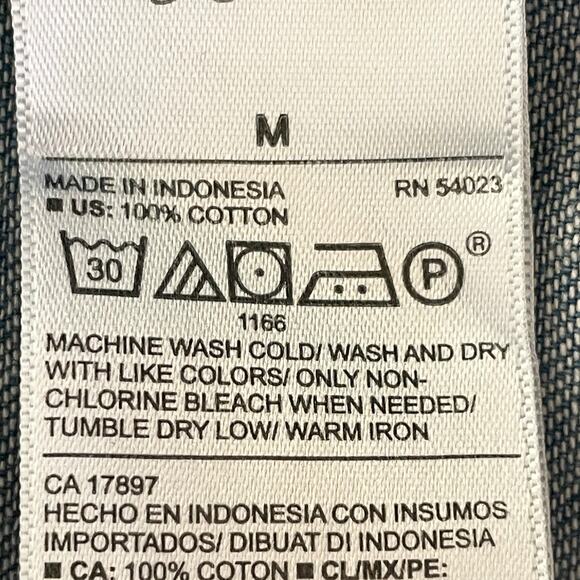 M
MADE IN INDONESIA RN 54023
■ US: 100% COTTON
30 P ®
1166
MACHINE WASH COLD/ WASH AND DRY
WITH LIKE COLORS/ ONLY NON-
CHLORINE BLEACH WHEN NEEDED/
TUMBLE DRY LOW/ WARM IRON
CA 17897
HECHO EN INDONESIA CON INSUMOS
IMPORTADOS/ DIBUAT DI INDONESIA
■ CA: 100% COTON ■ CL/MX/PE: